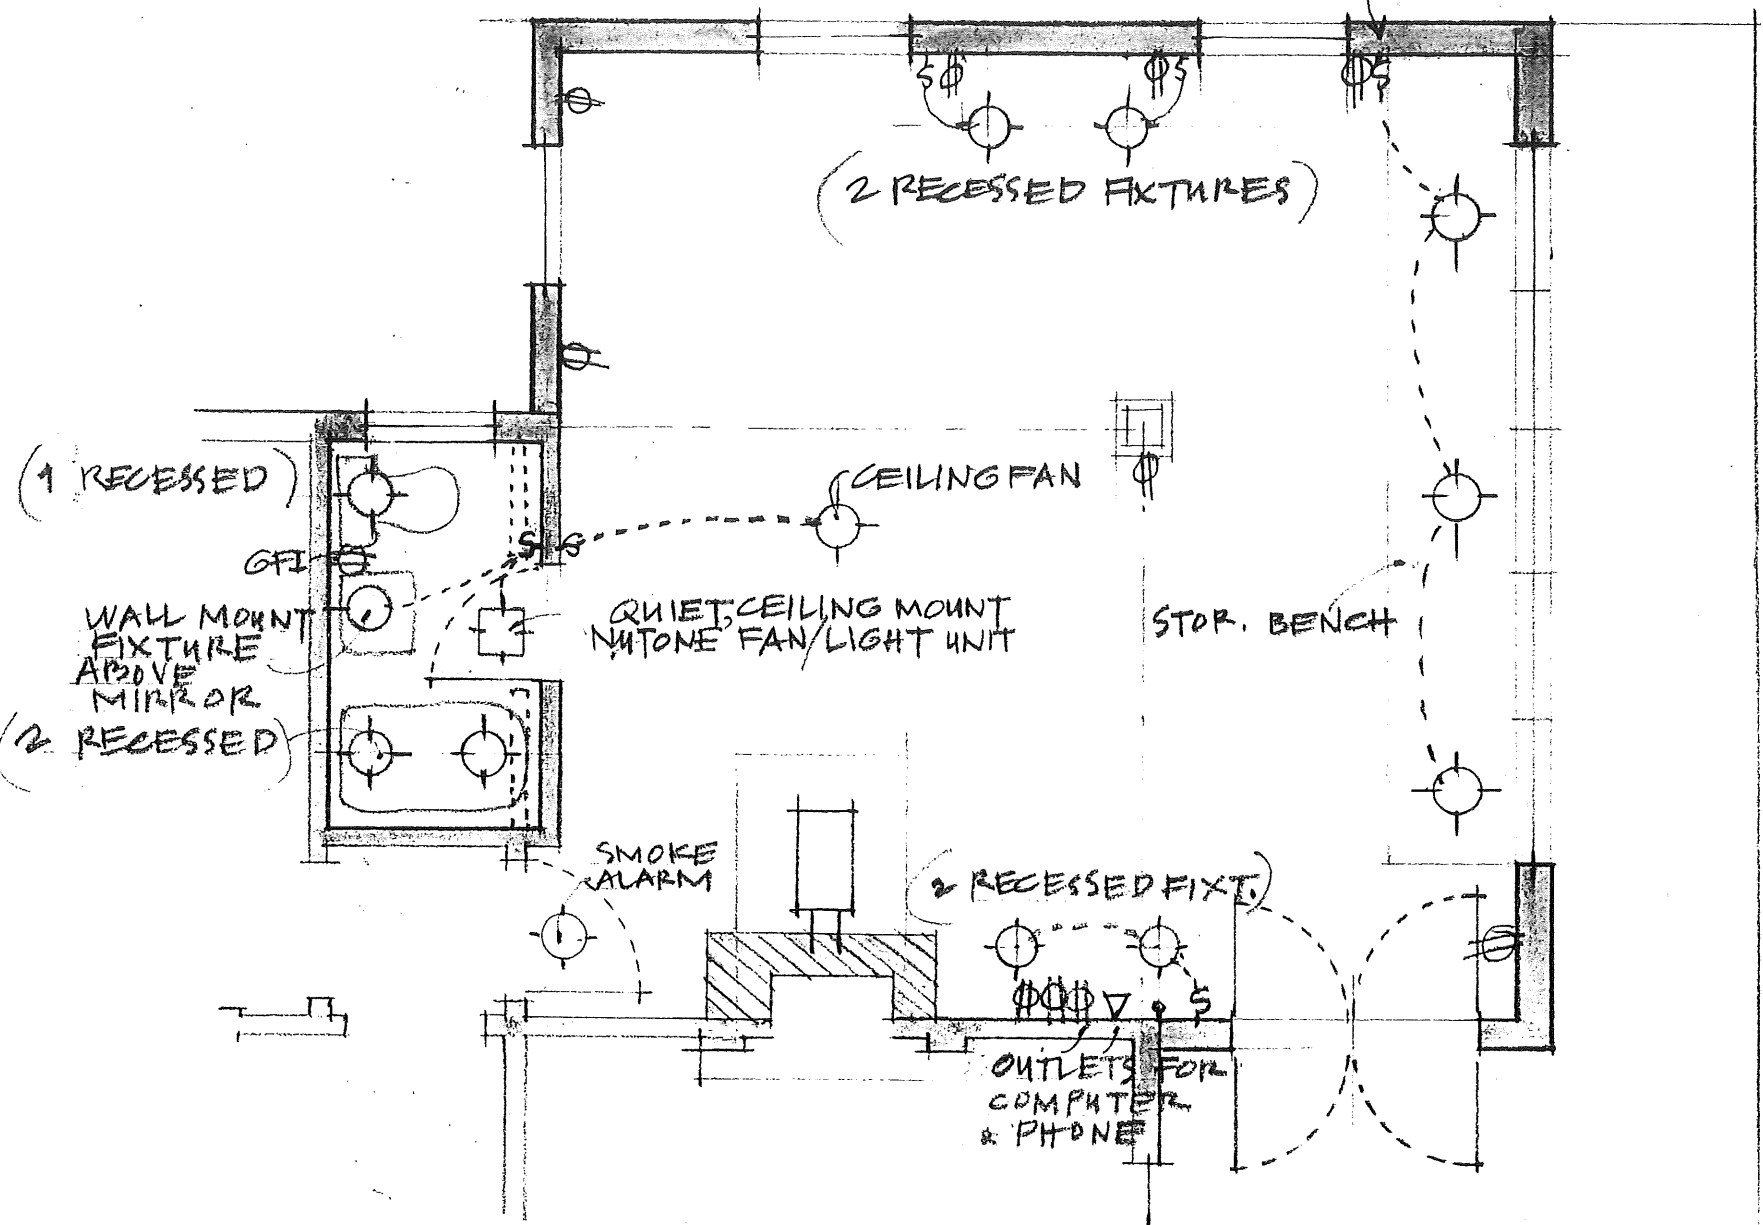 S S S
(2 RECESSED FIXTURES)
(1 RECESSED)
CEILING FAN
S S
GFI
WALL MOUNT
FIXTURE
ABOVE
MIRROR
(2 RECESSED)
QUIET, CEILING MOUNT
NUTONE FAN/LIGHT UNIT
STOR. BENCH
SMOKE
ALARM
(2 RECESSED FIXT.)
S
OUTLETS FOR
COMPUTER
& PHONE